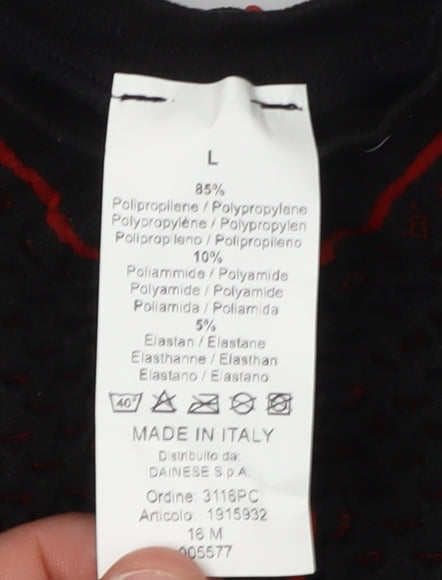 L
85%
Polipropilene / Polypropylene
Polypropylène / Polypropylen
Polipropileno / Polipropileno
10%
Poliammide / Polyamide
Polyamide / Polyamide
Poliamida / Poliamida
5%
Elastan / Elastane
Elasthanne / Elasthan
Elastano / Elastano
40°
MADE IN ITALY
Distribuito da:
DAINESE S.p.A.
Ordine: 3116PC
Articolo: 1915932
16 M
005577